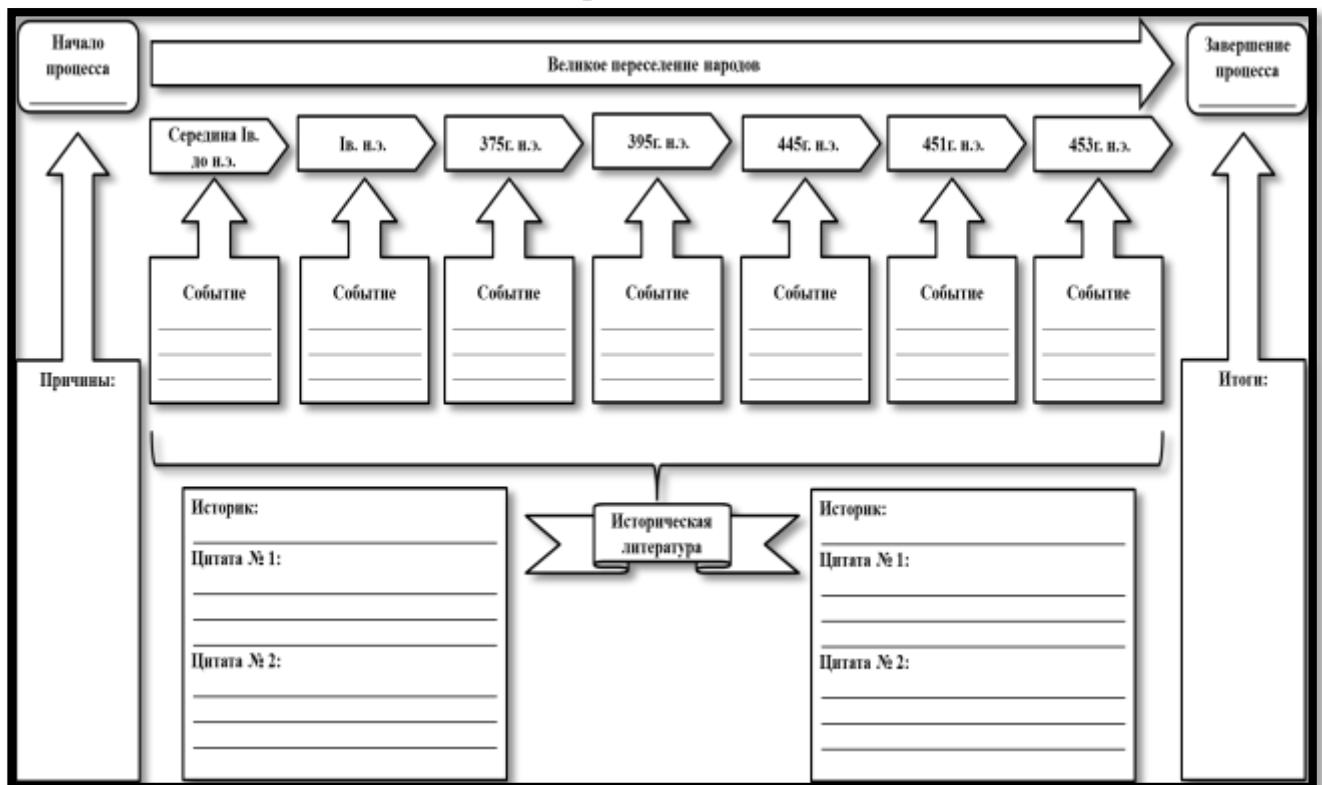 Начало
процесса
Великое переселение народов
Завершение
процесса
Середина Iв.
до н.э.
Iв. н.э.
375г. н.э.
395г. н.э.
445г. н.э.
451г. н.э.
453г. н.э.
Событие
Событие
Событие
Событие
Событие
Событие
Событие
Причины:
Итоги:
Историческая
литература
Историк:
Цитата № 1:
Цитата № 2:
Историк:
Цитата № 1:
Цитата № 2: